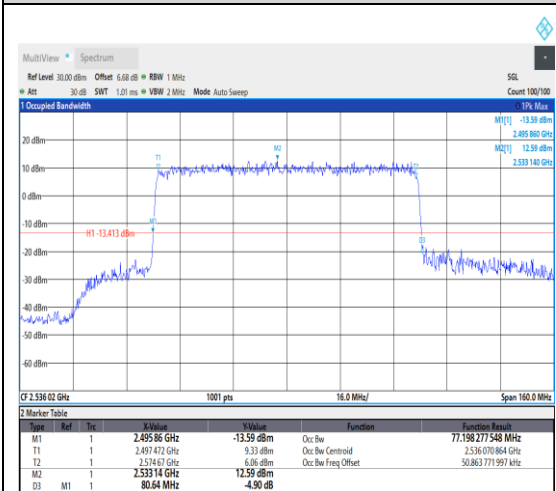 MultiView Spectrum
Ref Level 30.00 dBm Offset 6.68 dB RBW 1 MHz SGL
Att 30 dB SWT 1.01 ms VBW 2 MHz Mode Auto Sweep Count 100/100
1 Occupied Bandwidth 1Pk Max
M1[1] -13.59 dBm
2.495 860 GHz
M2[1] 12.59 dBm
2.533 140 GHz
20 dBm
M2
T1
T2
10 dBm
0 dBm
-10 dBm
M1
H1 -13.413 dBm
D3
-20 dBm
-30 dBm
-40 dBm
-50 dBm
-60 dBm
CF 2.536 02 GHz 1001 pts 16.0 MHz/ Span 160.0 MHz
2 Marker Table
Type Ref Trc X-Value Y-Value Function Function Result
M1 1 2.495 86 GHz -13.59 dBm Occ Bw 77.198 277 548 MHz
T1 1 2.497 472 GHz 9.33 dBm Occ Bw Centroid 2.536 070 864 GHz
T2 1 2.574 67 GHz 6.06 dBm Occ Bw Freq Offset 50.863 771 997 kHz
M2 1 2.533 14 GHz 12.59 dBm
D3 M1 1 80.64 MHz -4.90 dB